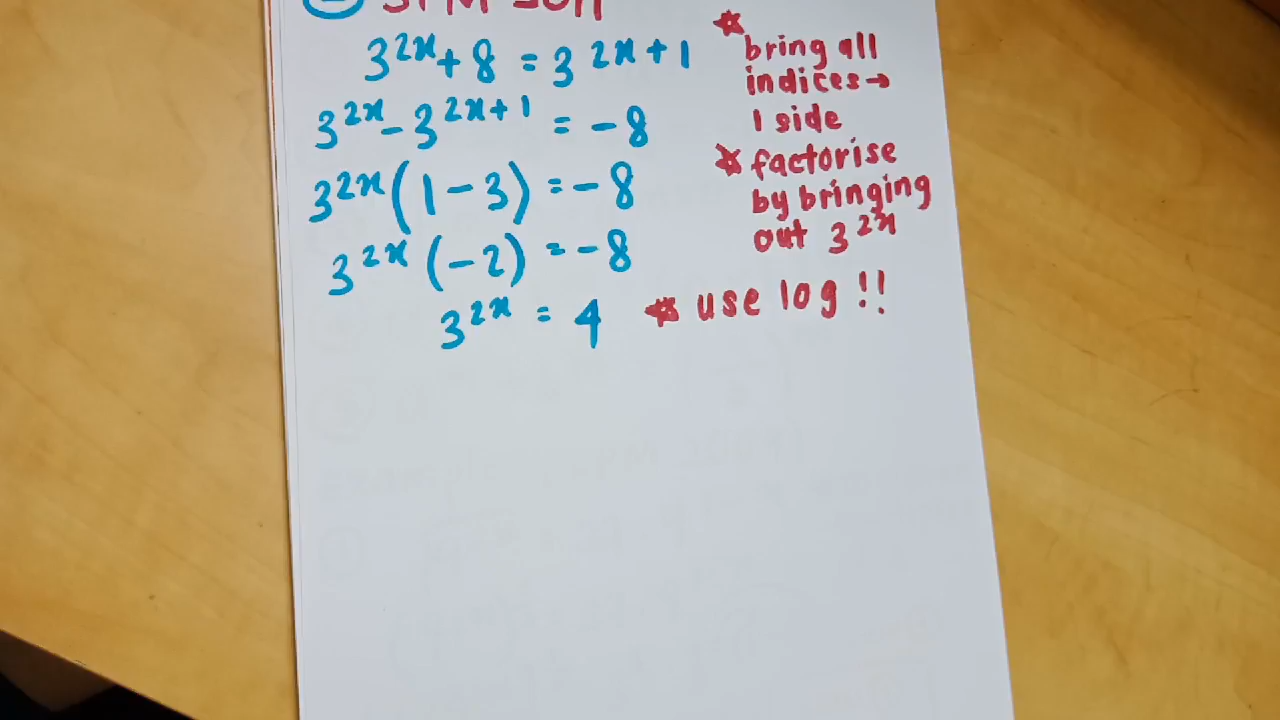 3^{2x} + 8 = 3^{2x+1}
3^{2x} - 3^{2x+1} = -8
3^{2x}(1 - 3) = -8
3^{2x}(-2) = -8
3^{2x} = 4
* bring all
indices →
1 side
* factorise
by bringing
out 3^{2x}
* use log !!